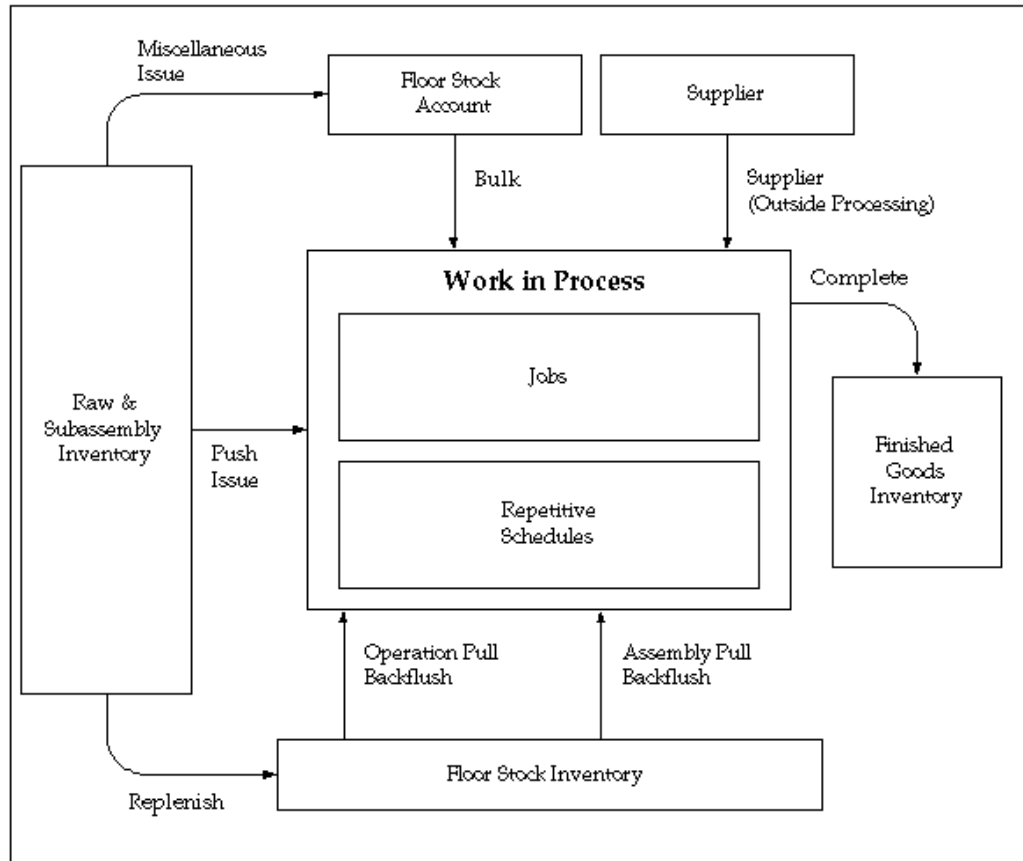 Miscellaneous
Issue
Floor Stock
Account
Supplier
Bulk
Supplier
(Outside Processing)
Work in Process
Complete
Jobs
Raw &
Subassembly
Inventory
Push
Issue
Finished
Goods
Inventory
Repetitive
Schedules
Operation Pull
Backflush
Assembly Pull
Backflush
Floor Stock Inventory
Replenish